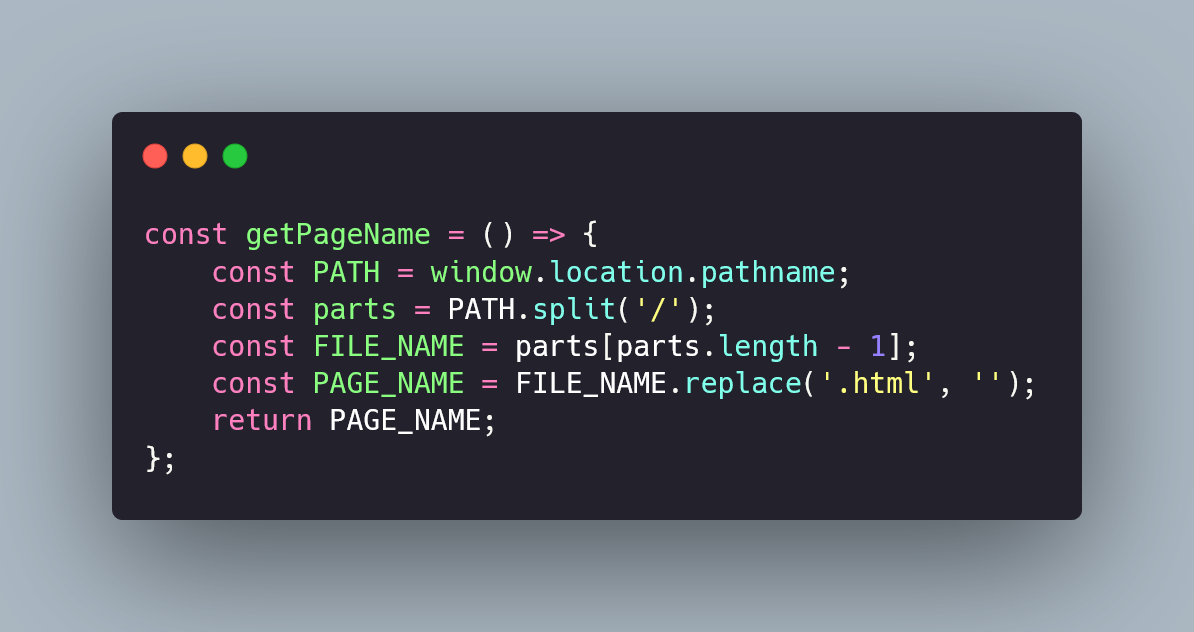 const getPageName = () => {
    const PATH = window.location.pathname;
    const parts = PATH.split('/');
    const FILE_NAME = parts[parts.length - 1];
    const PAGE_NAME = FILE_NAME.replace('.html', '');
    return PAGE_NAME;
};